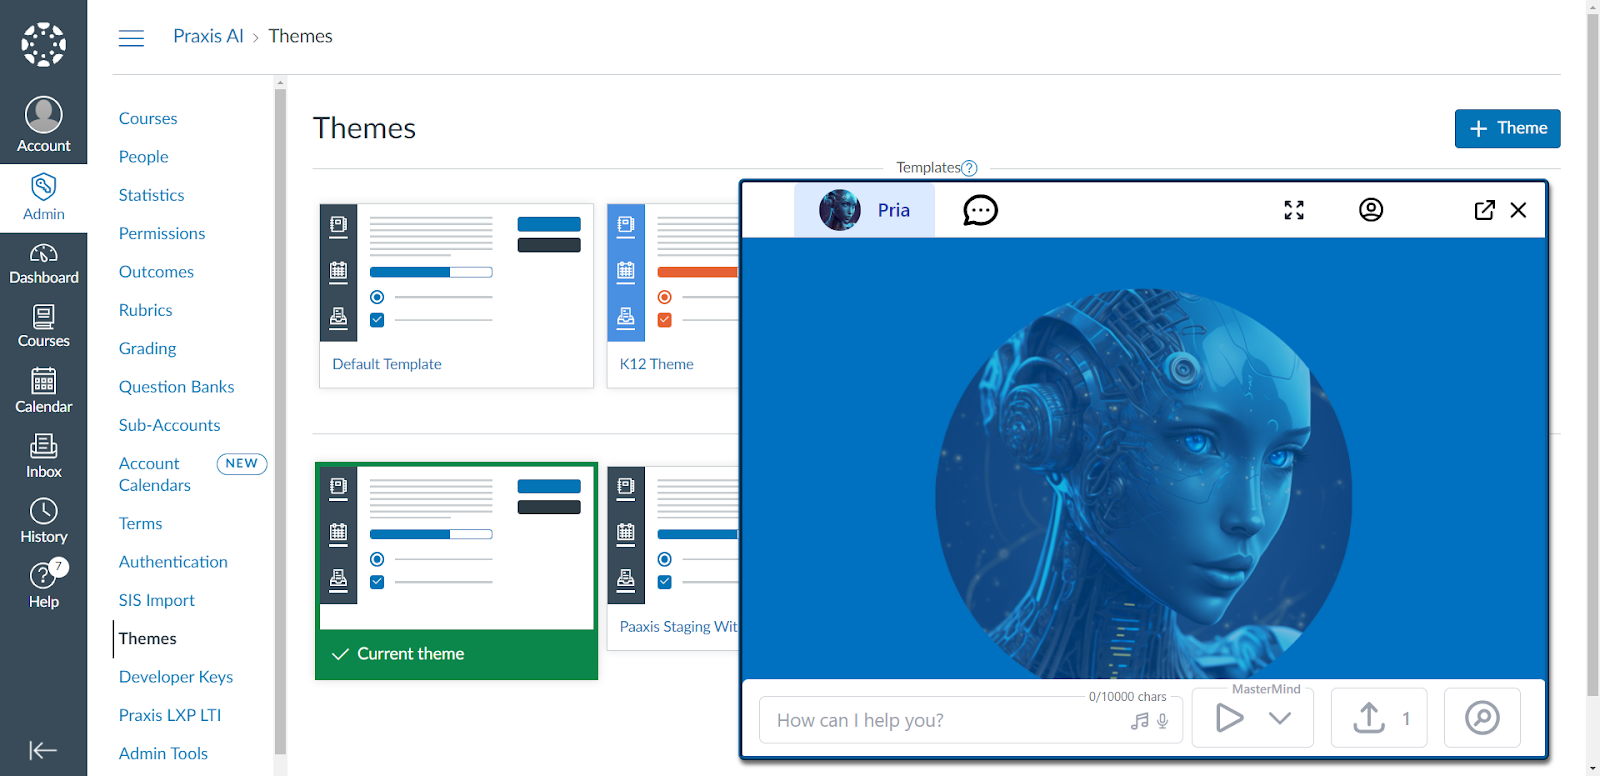 Praxis AI > Themes
Account
Admin
Dashboard
Courses
Calendar
Inbox
History
7
Help
Courses
People
Statistics
Permissions
Outcomes
Rubrics
Grading
Question Banks
Sub-Accounts
Account Calendars
NEW
Terms
Authentication
SIS Import
Themes
Developer Keys
Praxis LXP LTI
Admin Tools
Themes
+ Theme
Templates
?
Default Template
K12 Theme
Current theme
Paaxis Staging Wit
Pria
0/10000 chars
How can I help you?
MasterMind
1